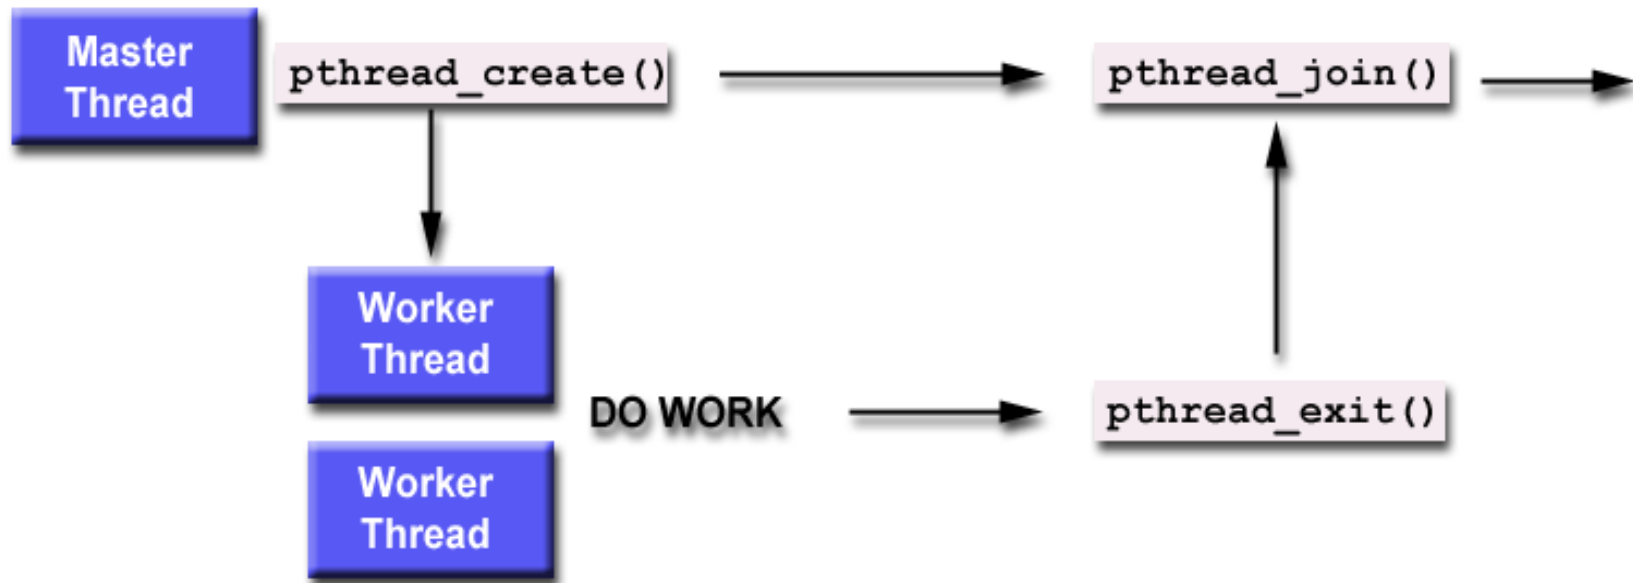 Master
Thread
pthread_create()
pthread_join()
Worker
Thread
DO WORK
pthread_exit()
Worker
Thread